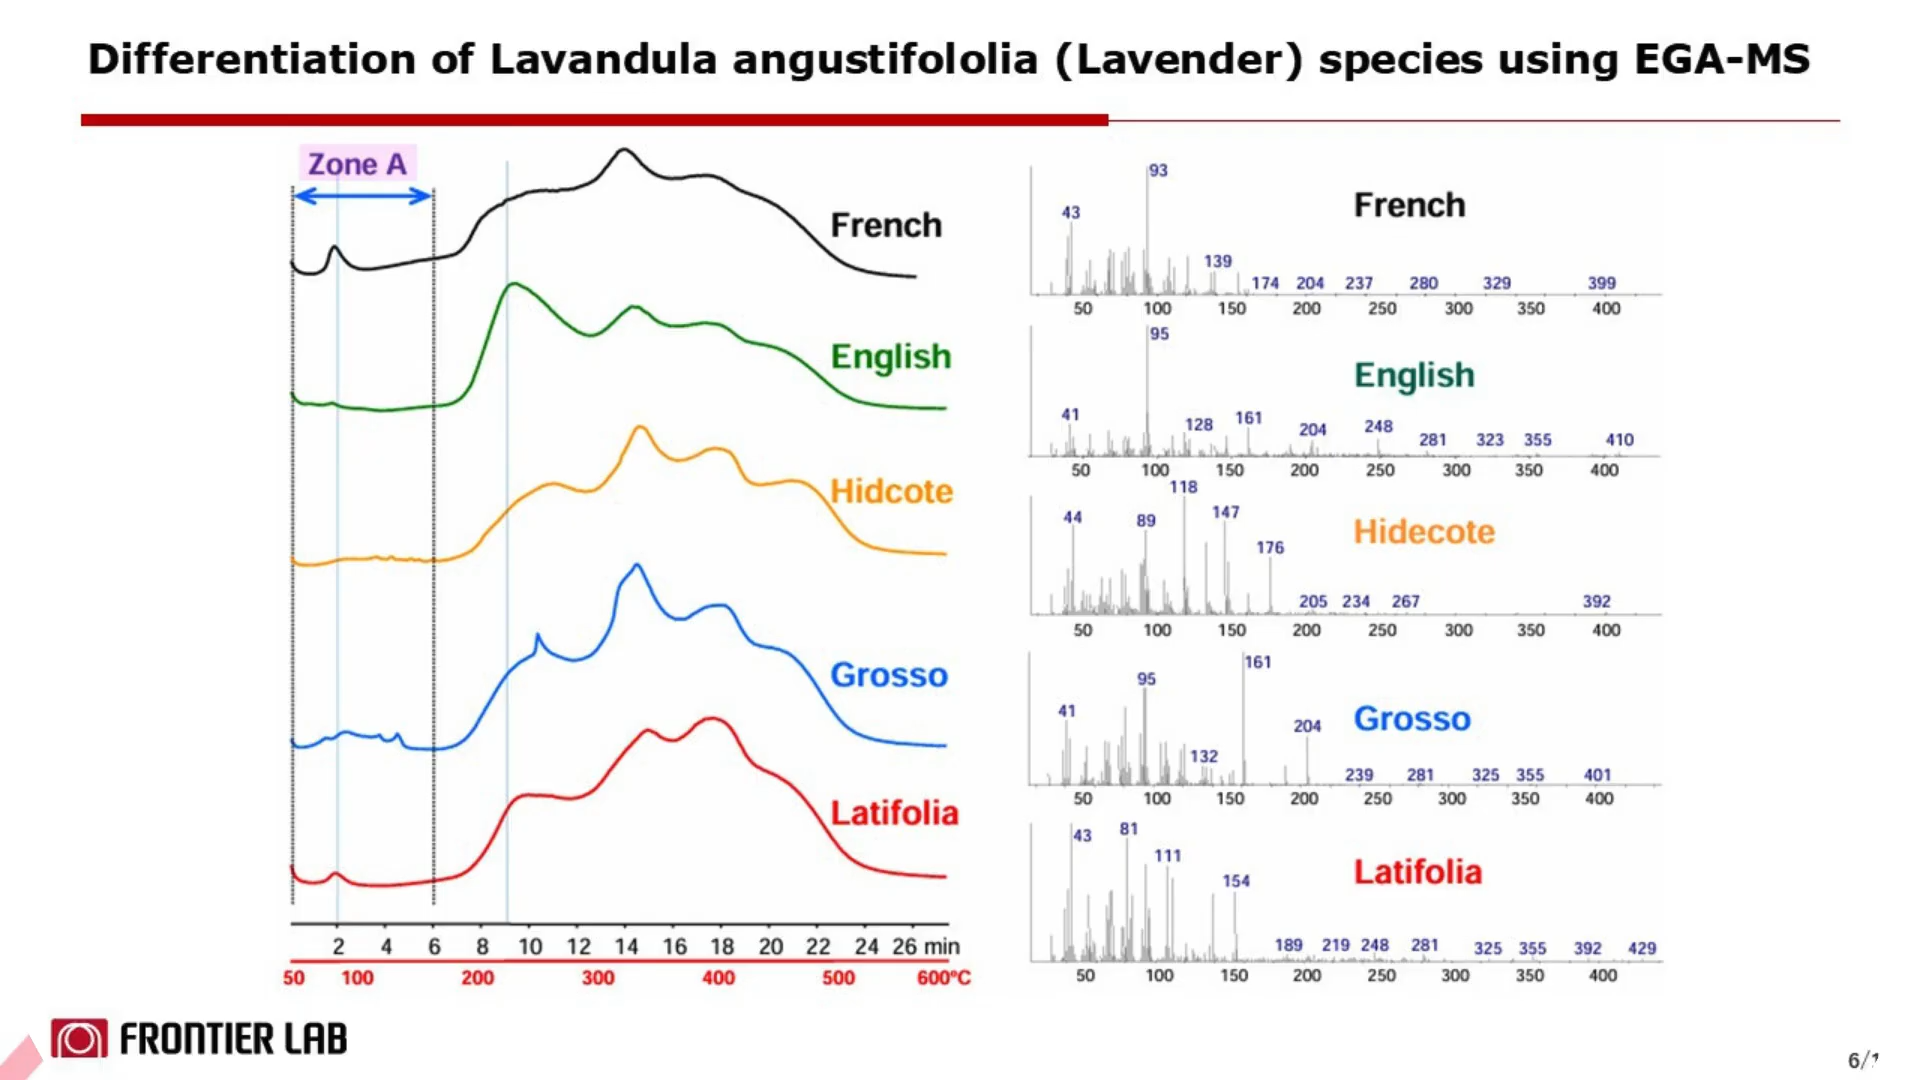 Differentiation of Lavandula angustifololia (Lavender) species using EGA-MS
Zone A
French
English
Hidcote
Grosso
Latifolia
2 4 6 8 10 12 14 16 18 20 22 24 26 min
50 100 200 300 400 500 600°C
93
43
French
139
174 204 237 280 329 399
50 100 150 200 250 300 350 400
95
English
41 128 161 204 248 281 323 355 410
50 100 150 200 250 300 350 400
118
44 89 147
Hidecote
176
205 234 267 392
50 100 150 200 250 300 350 400
161
95
41
Grosso
204
132
239 281 325 355 401
50 100 150 200 250 300 350 400
43 81
111
Latifolia
154
189 219 248 281 325 355 392 429
50 100 150 200 250 300 350 400
FRONTIER LAB
6/